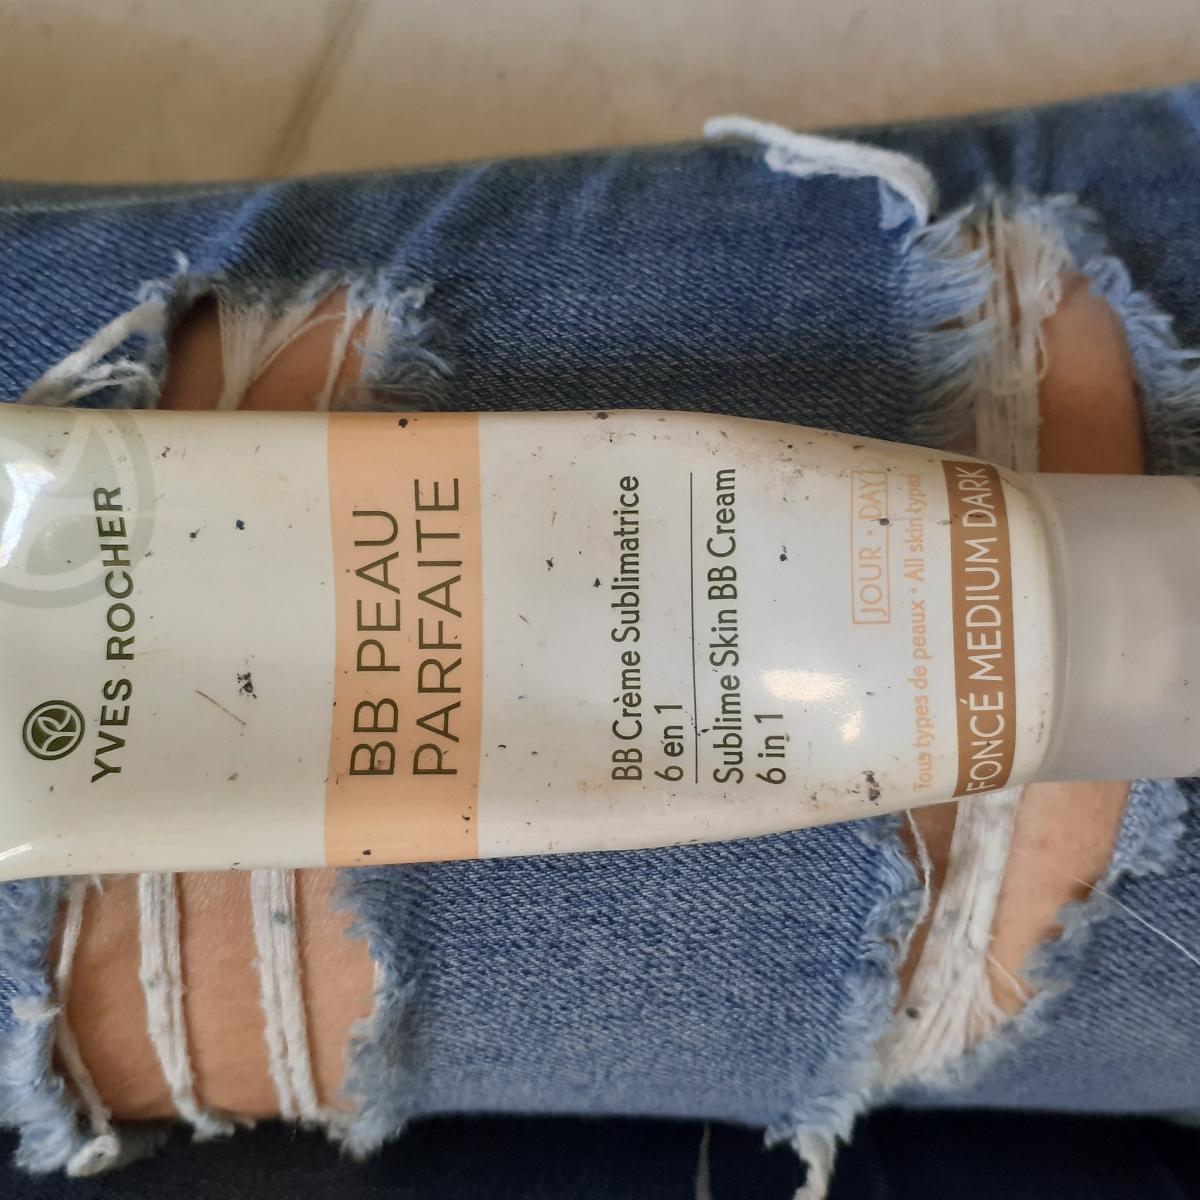 YVES ROCHER
BB PEAU
PARFAITE
BB Crème Sublimatrice
6 en 1
Sublime Skin BB Cream
6 in 1
JOUR • DAY
Tous types de peaux • All skin types
FONCÉ MEDIUM DARK